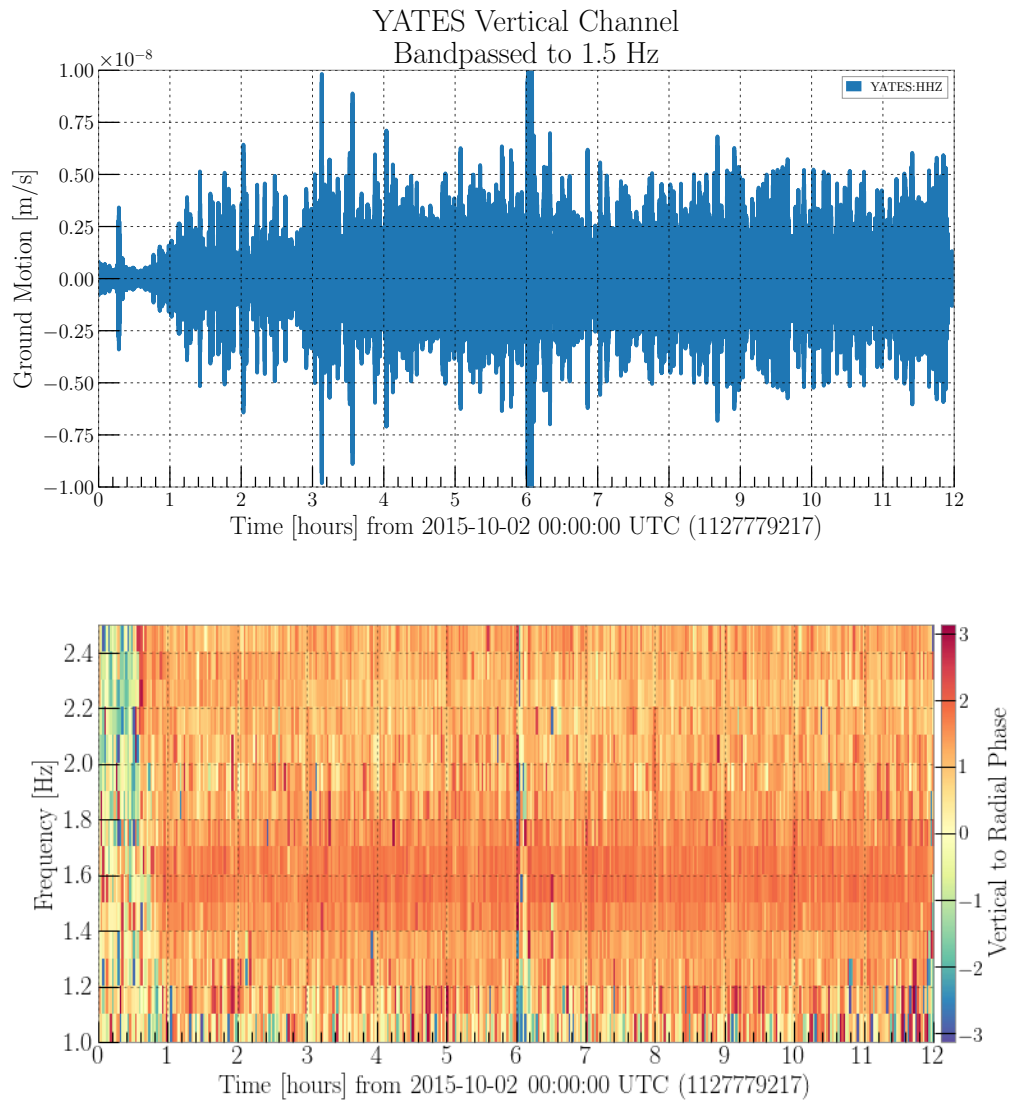 YATES Vertical Channel
Bandpassed to 1.5 Hz
×10⁻⁸
1.00
0.75
0.50
0.25
0.00
−0.25
−0.50
−0.75
−1.00
Ground Motion [m/s]
YATES:HHZ
0 1 2 3 4 5 6 7 8 9 10 11 12
Time [hours] from 2015-10-02 00:00:00 UTC (1127779217)
2.4
2.2
2.0
1.8
1.6
1.4
1.2
1.0
Frequency [Hz]
0 1 2 3 4 5 6 7 8 9 10 11 12
Time [hours] from 2015-10-02 00:00:00 UTC (1127779217)
3
2
1
0
−1
−2
−3
Vertical to Radial Phase